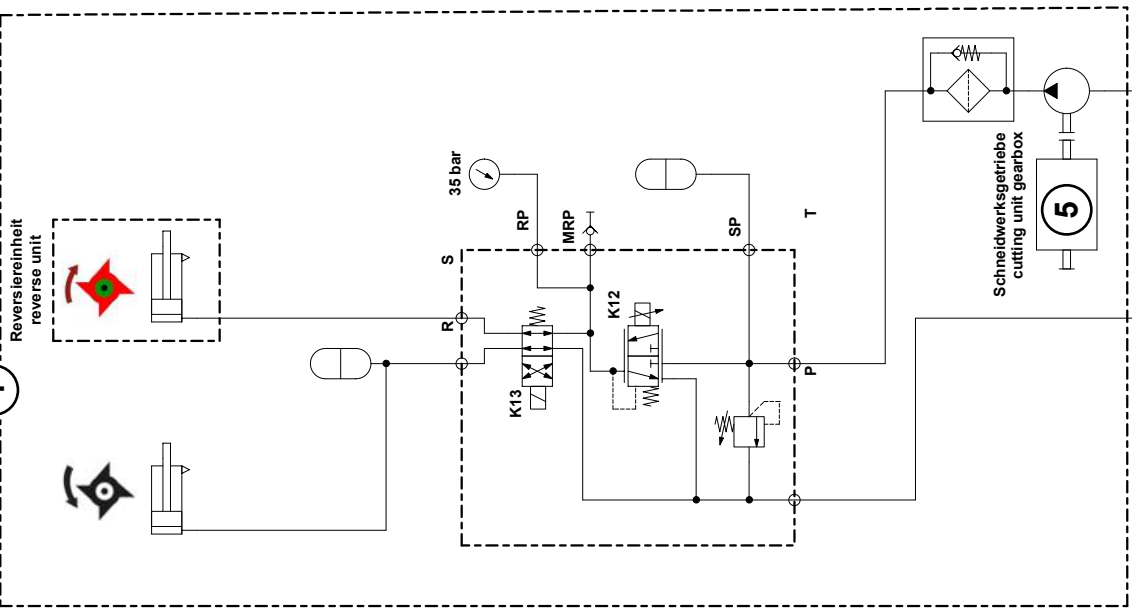 Reversiereinheit
reverse unit
35 bar
RP
MRP
SP
S
R
T
P
K12
K13
Schneidwerksgetriebe
cutting unit gearbox
5